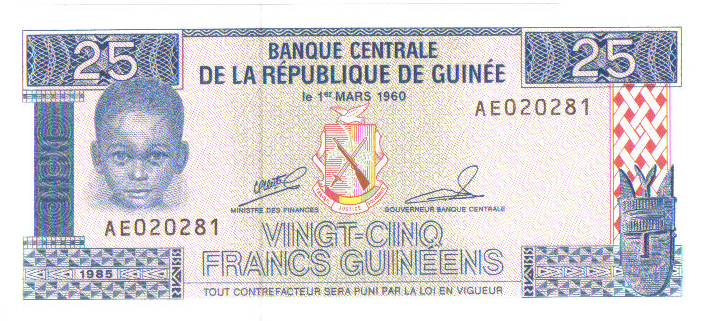 25
25
BANQUE CENTRALE
DE LA RÉPUBLIQUE DE GUINÉE
le 1er MARS 1960
AE020281
JUSTICE
MINISTRE DES FINANCES
GOUVERNEUR BANQUE CENTRALE
AE020281
VINGT-CINQ
FRANCS GUINÉENS
1985
TOUT CONTREFACTEUR SERA PUNI PAR LA LOI EN VIGUEUR